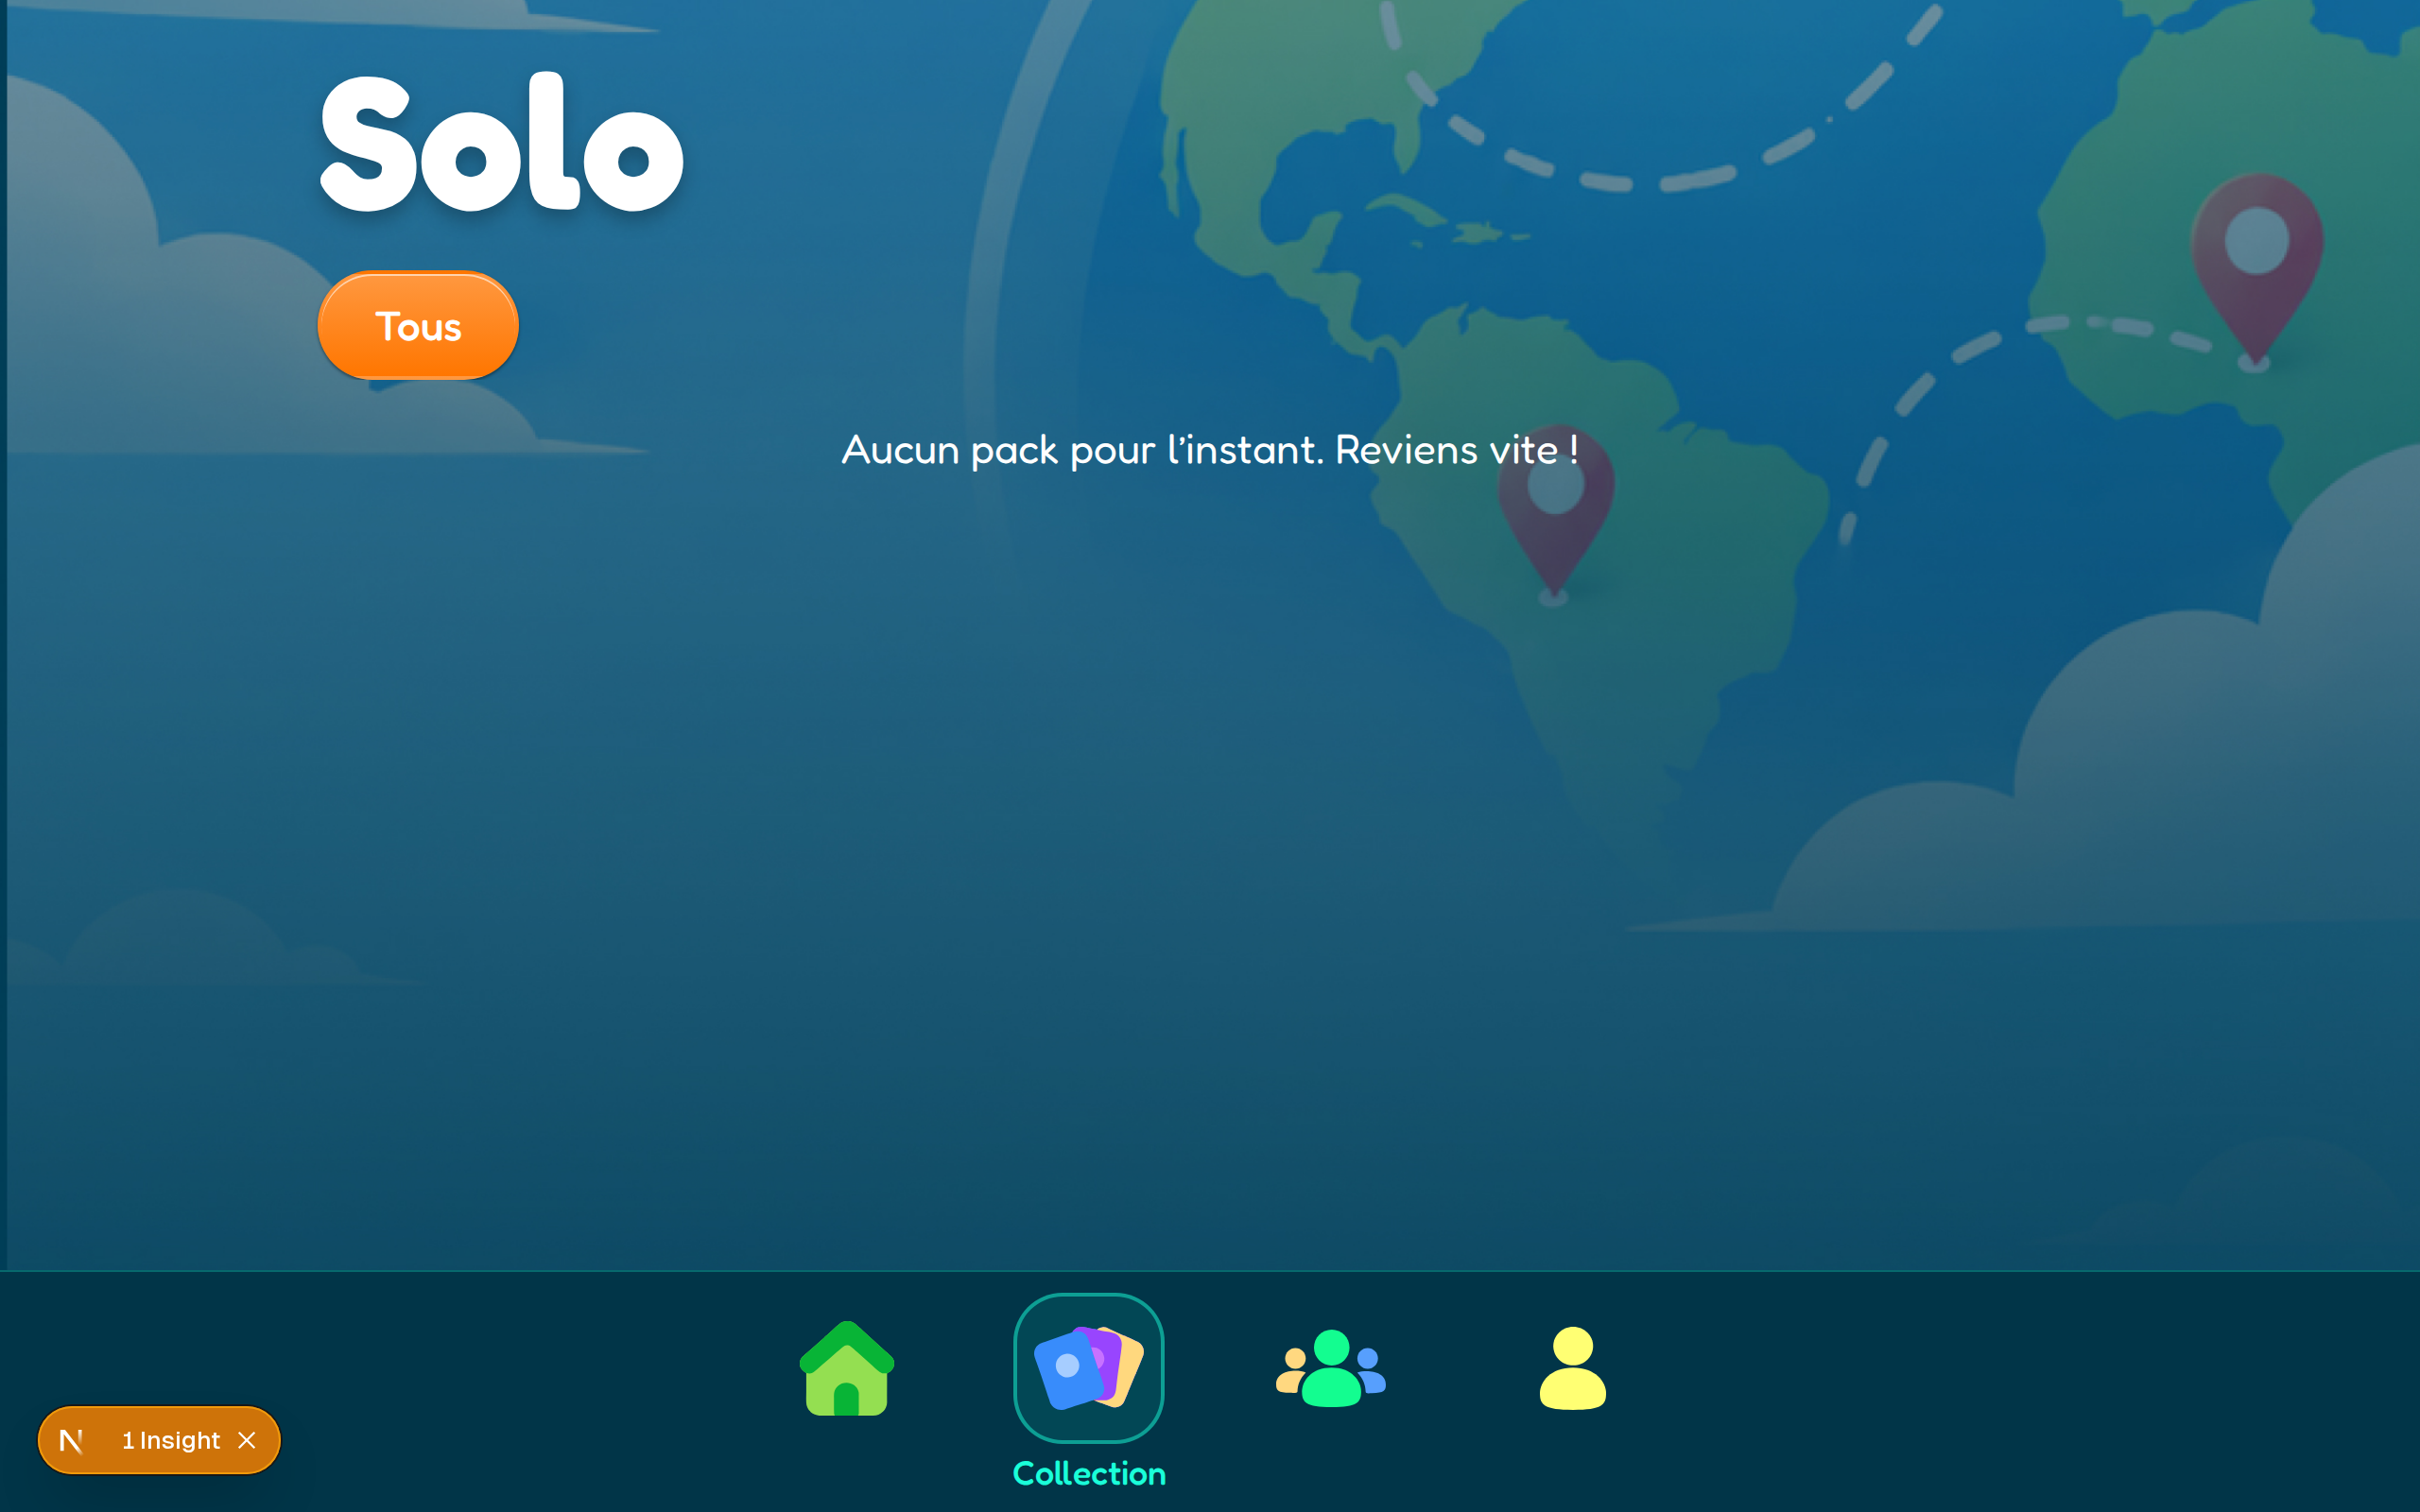 Solo
Tous
Aucun pack pour l’instant. Reviens vite !
N 1 Insight
Collection